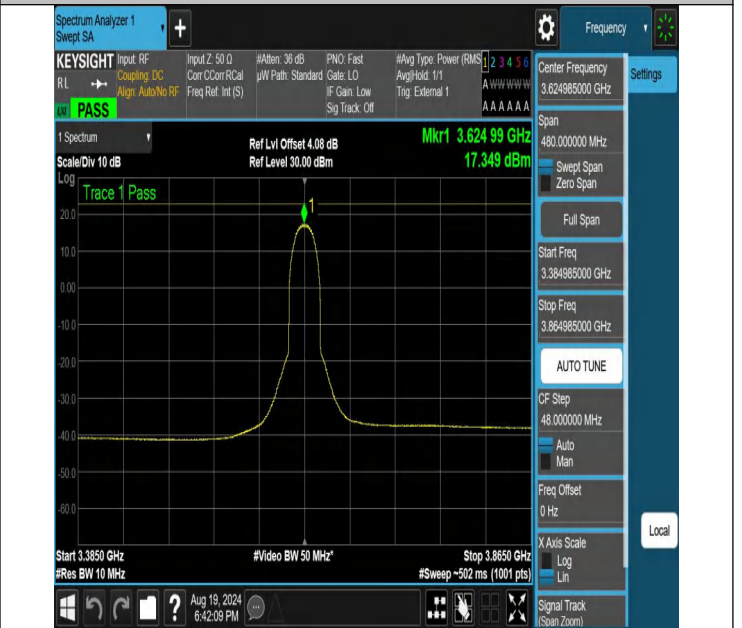 Spectrum Analyzer 1
Swept SA
+
Frequency
KEYSIGHT
RL
PASS
Input: RF
Coupling: DC
Align: Auto/No RF
Input Z: 50 Ω
Corr CCorr RCal
Freq Ref: Int (S)
#Atten: 36 dB
µW Path: Standard
PNO: Fast
Gate: LO
IF Gain: Low
Sig Track: Off
#Avg Type: Power (RMS
Avg|Hold: 1/1
Trig: External 1
1 2 3 4 5 6
A W W W W W
A A A A A A
1 Spectrum
Scale/Div 10 dB
Log
Ref Lvl Offset 4.08 dB
Ref Level 30.00 dBm
Mkr1 3.624 99 GHz
17.349 dBm
Trace 1 Pass
1
20.0
10.0
0.00
-10.0
-20.0
-30.0
-40.0
-50.0
-60.0
Start 3.3850 GHz
#Res BW 10 MHz
#Video BW 50 MHz*
Stop 3.8650 GHz
#Sweep ~502 ms (1001 pts)
Center Frequency
3.624985000 GHz
Settings
Span
480.000000 MHz
Swept Span
Zero Span
Full Span
Start Freq
3.384985000 GHz
Stop Freq
3.864985000 GHz
AUTO TUNE
CF Step
48.000000 MHz
Auto
Man
Freq Offset
0 Hz
X Axis Scale
Log
Lin
Local
Signal Track
(Span Zoom)
?
Aug 19, 2024
6:42:09 PM